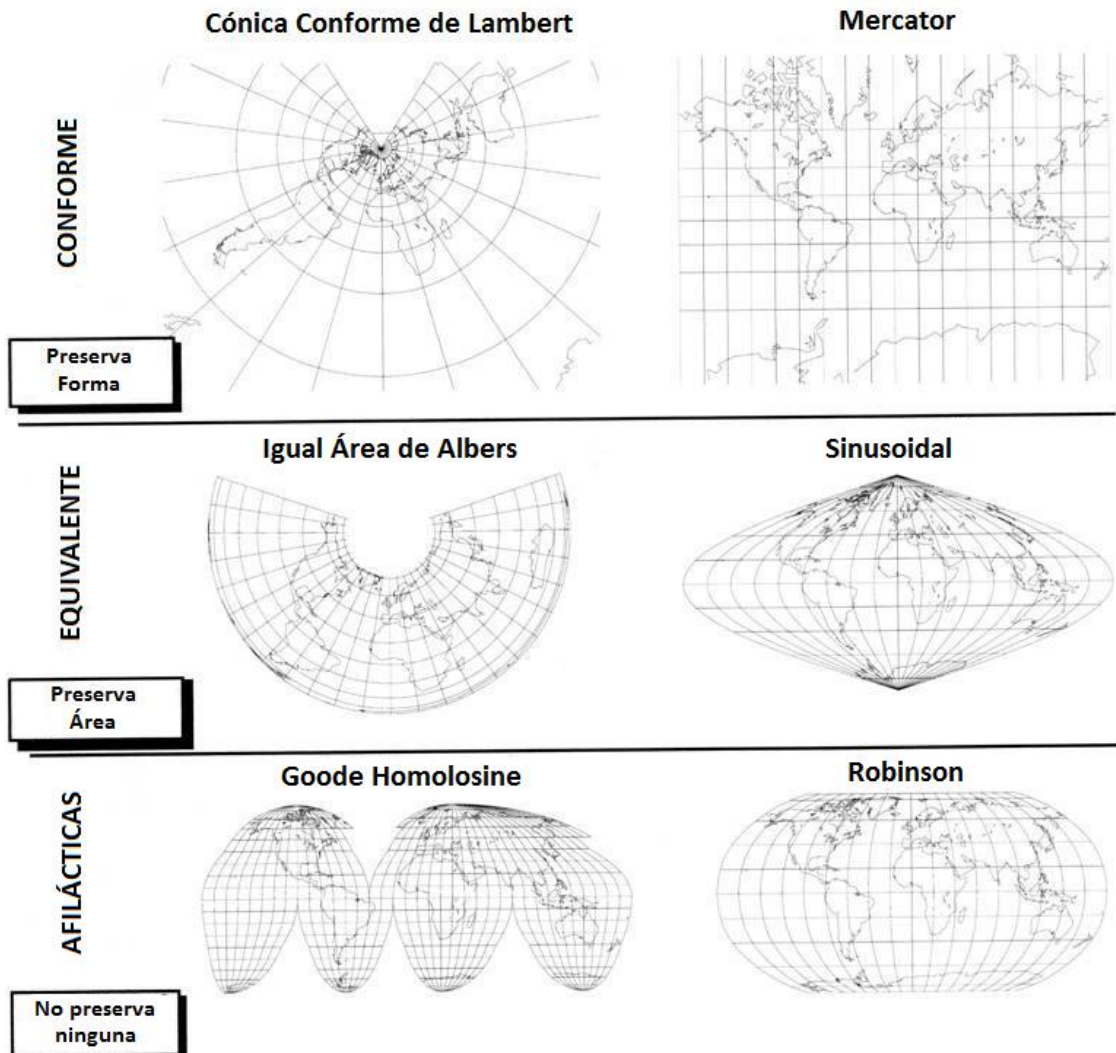 Cónica Conforme de Lambert
Mercator
CONFORME
Preserva
Forma
Igual Área de Albers
Sinusoidal
EQUIVALENTE
Preserva
Área
Goode Homolosine
Robinson
AFILÁCTICAS
No preserva
ninguna